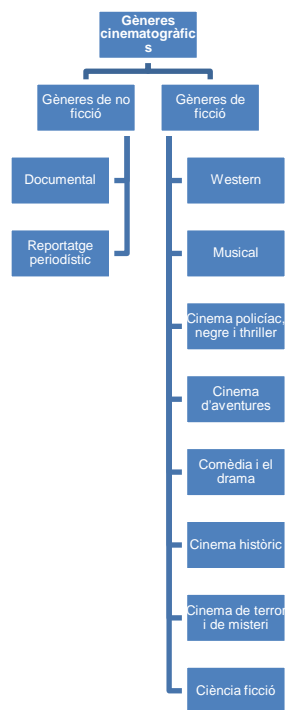 Gèneres
cinematogràfic
s
Gèneres de no
ficció
Gèneres de
ficció
Documental
Western
Reportatge
periodístic
Musical
Cinema policíac,
negre i thriller
Cinema
d'aventures
Comèdia i el
drama
Cinema històric
Cinema de terror
i de misteri
Ciència ficció